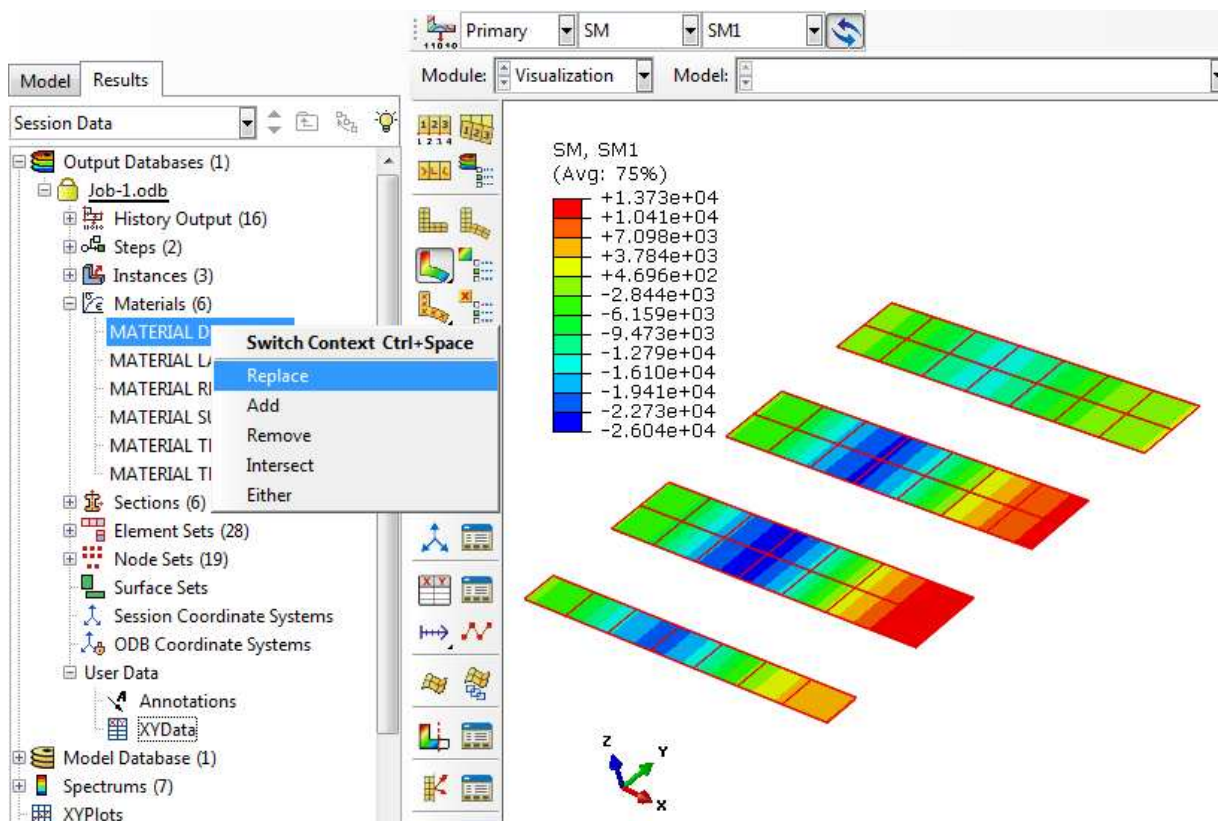 Primary SM SM1
Model Results
Module: Visualization Model:
Session Data
Output Databases (1)
Job-1.odb
History Output (16)
Steps (2)
Instances (3)
Materials (6)
MATERIAL D
MATERIAL LA
MATERIAL RI
MATERIAL SU
MATERIAL TI
MATERIAL TI
Sections (6)
Element Sets (28)
Node Sets (19)
Surface Sets
Session Coordinate Systems
ODB Coordinate Systems
User Data
Annotations
XYData
Model Database (1)
Spectrums (7)
XYPlots
Switch Context Ctrl+Space
Replace
Add
Remove
Intersect
Either
SM, SM1
(Avg: 75%)
+1.373e+04
+1.041e+04
+7.098e+03
+3.784e+03
+4.696e+02
-2.844e+03
-6.159e+03
-9.473e+03
-1.279e+04
-1.610e+04
-1.941e+04
-2.273e+04
-2.604e+04
Z
Y
X